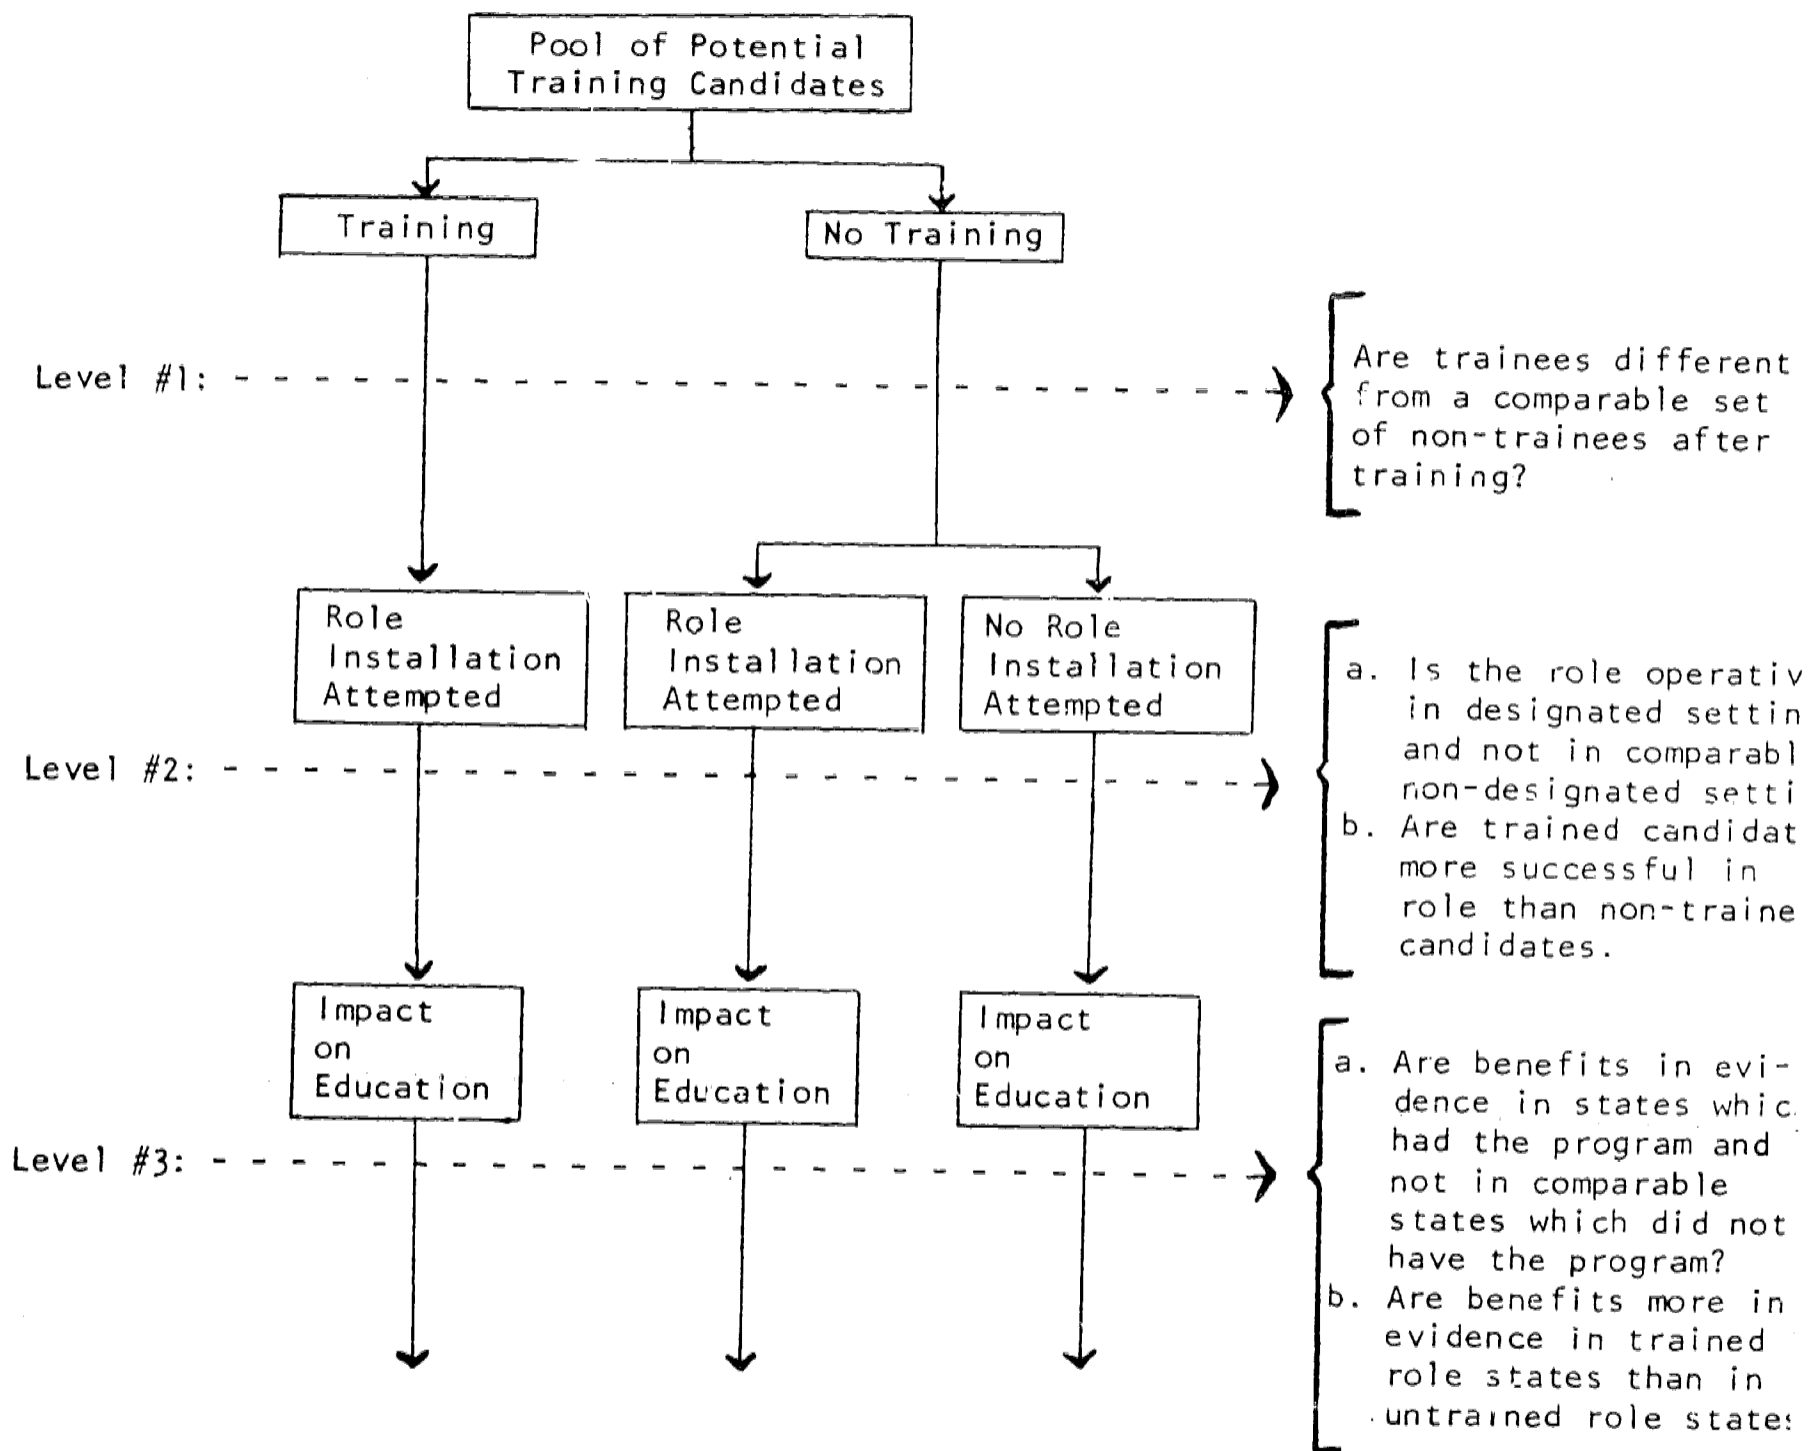 Pool of Potential
Training Candidates
Training
No Training
Level #1:
Are trainees different
from a comparable set
of non-trainees after
training?
Role
Installation
Attempted
Role
Installation
Attempted
No Role
Installation
Attempted
Level #2:
a. Is the role operativ
in designated settin
and not in comparabl
non-designated setti
b. Are trained candidat
more successful in
role than non-traine
candidates.
Impact
on
Education
Impact
on
Education
Impact
on
Education
Level #3:
a. Are benefits in evi-
dence in states whic
had the program and
not in comparable
states which did not
have the program?
b. Are benefits more in
evidence in trained
role states than in
untrained role states